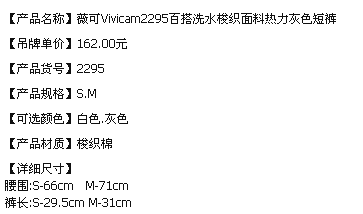 【产品名称】薇可Vivicam2295百搭洗水梭织面料热力灰色短裤
【吊牌单价】162.00元
【产品货号】2295
【产品规格】S.M
【可选颜色】白色.灰色
【产品材质】梭织棉
【详细尺寸】
腰围:S-66cm M-71cm
裤长:S-29.5cm M-31cm